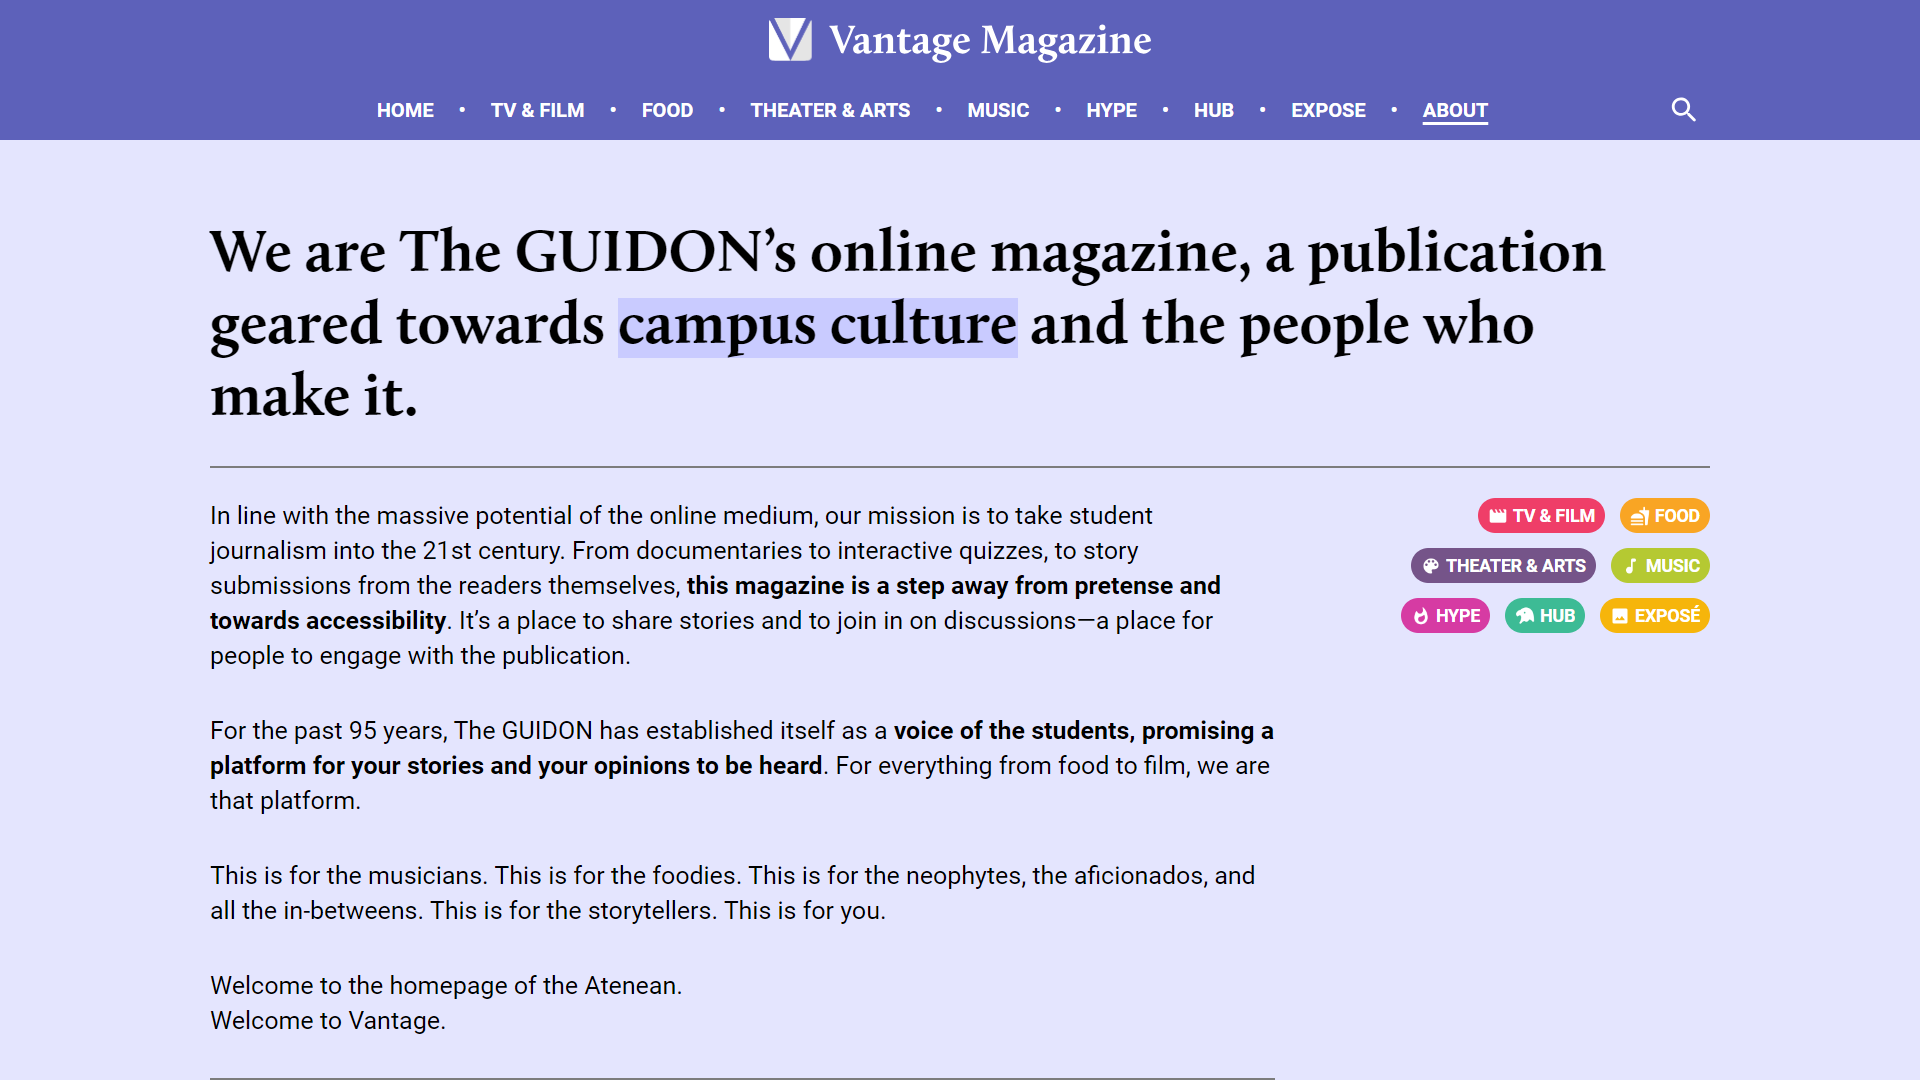 Vantage Magazine
HOME • TV & FILM • FOOD • THEATER & ARTS • MUSIC • HYPE • HUB • EXPOSE • ABOUT
We are The GUIDON’s online magazine, a publication
geared towards campus culture and the people who
make it.
In line with the massive potential of the online medium, our mission is to take student
journalism into the 21st century. From documentaries to interactive quizzes, to story
submissions from the readers themselves, this magazine is a step away from pretense and
towards accessibility. It’s a place to share stories and to join in on discussions—a place for
people to engage with the publication.
For the past 95 years, The GUIDON has established itself as a voice of the students, promising a
platform for your stories and your opinions to be heard. For everything from food to film, we are
that platform.
This is for the musicians. This is for the foodies. This is for the neophytes, the aficionados, and
all the in-betweens. This is for the storytellers. This is for you.
Welcome to the homepage of the Atenean.
Welcome to Vantage.
TV & FILM FOOD
THEATER & ARTS MUSIC
HYPE HUB EXPOSÉ